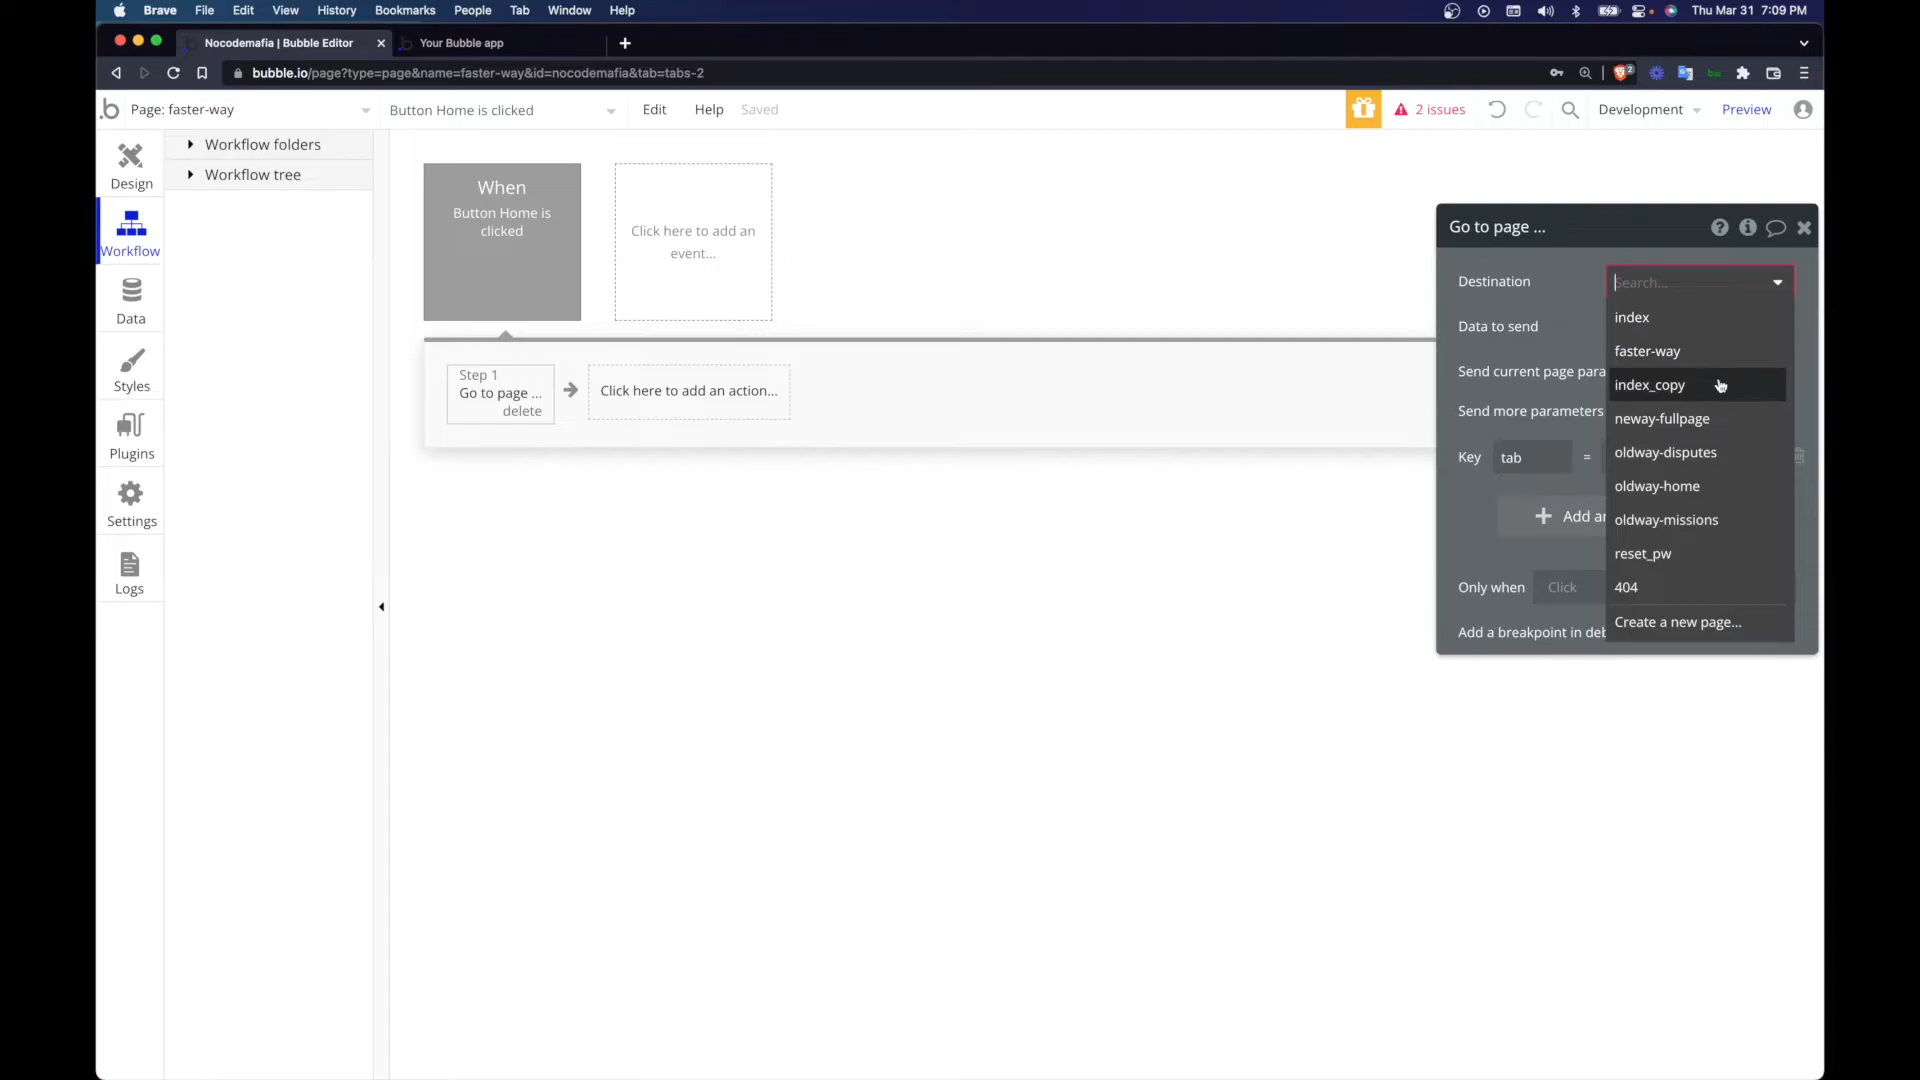 Brave File Edit View History Bookmarks People Tab Window Help Thu Mar 31 7:09 PM
Nocodemafia | Bubble Editor Your Bubble app
bubble.io/page?type=page&name=faster-way&id=nocodemafia&tab=tabs-2
Page: faster-way Button Home is clicked Edit Help Saved 2 issues Development Preview
Design
Workflow
Data
Styles
Plugins
Settings
Logs
Workflow folders
Workflow tree
When
Button Home is
clicked
Click here to add an
event...
Step 1
Go to page ...
delete
Click here to add an action...
Go to page ...
Destination
Search...
Data to send
Send current page para
Send more parameters
Key tab =
Add an
Only when Click
Add a breakpoint in deb
index
faster-way
index_copy
neway-fullpage
oldway-disputes
oldway-home
oldway-missions
reset_pw
404
Create a new page...